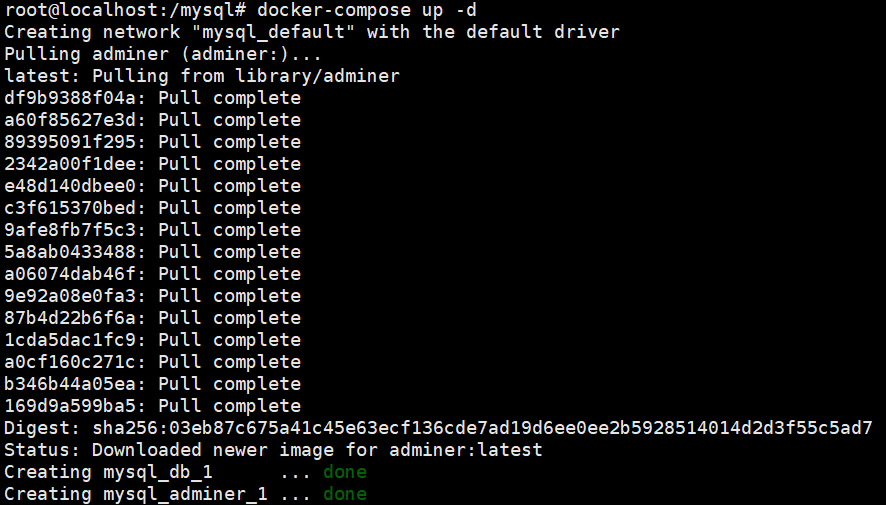 root@localhost:/mysql# docker-compose up -d
Creating network "mysql_default" with the default driver
Pulling adminer (adminer:)...
latest: Pulling from library/adminer
df9b9388f04a: Pull complete
a60f85627e3d: Pull complete
89395091f295: Pull complete
2342a00f1dee: Pull complete
e48d140dbee0: Pull complete
c3f615370bed: Pull complete
9afe8fb7f5c3: Pull complete
5a8ab0433488: Pull complete
a06074dab46f: Pull complete
9e92a08e0fa3: Pull complete
87b4d22b6f6a: Pull complete
1cda5dac1fc9: Pull complete
a0cf160c271c: Pull complete
b346b44a05ea: Pull complete
169d9a599ba5: Pull complete
Digest: sha256:03eb87c675a41c45e63ecf136cde7ad19d6ee0ee2b5928514014d2d3f55c5ad7
Status: Downloaded newer image for adminer:latest
Creating mysql_db_1      ... done
Creating mysql_adminer_1 ... done